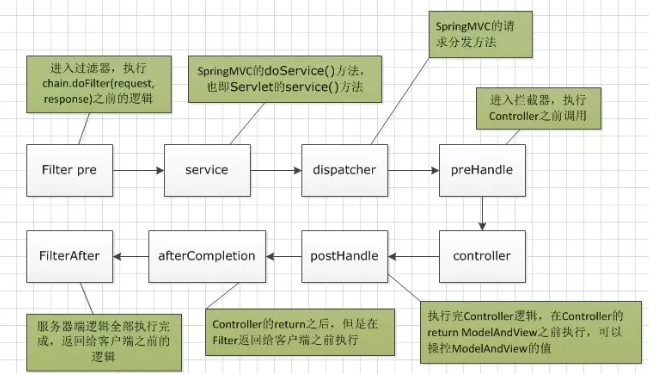 SpringMVC的请
求分发方法
进入过滤器，执行
chain.doFilter(request,
response)之前的逻辑
SpringMVC的doService()方法，
也即Servlet的service()方法
进入拦截器，执行
Controller之前调用
Filter pre
service
dispatcher
preHandle
FilterAfter
afterCompletion
postHandle
controller
服务器端逻辑全部执行完
成，返回给客户端之前的
逻辑
Controller的return之后，但是在
Filter返回给客户端之前执行
执行完Controller逻辑，在Controller的
return ModelAndView之前执行，可以
操控ModelAndView的值